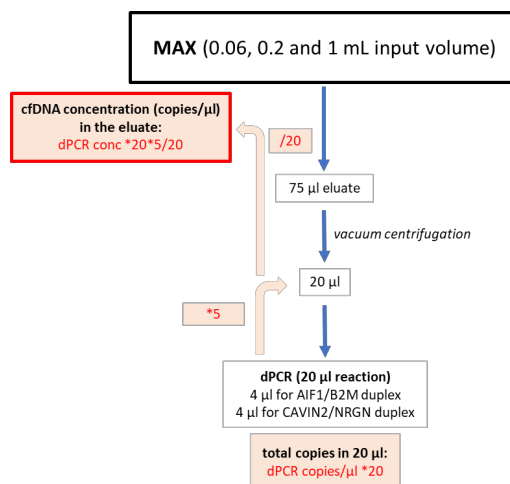 MAX (0.06, 0.2 and 1 mL input volume)
cfDNA concentration (copies/µl)
in the eluate:
dPCR conc *20*5/20
/20
75 µl eluate
vacuum centrifugation
20 µl
*5
dPCR (20 µl reaction)
4 µl for AIF1/B2M duplex
4 µl for CAVIN2/NRGN duplex
total copies in 20 µl:
dPCR copies/µl *20